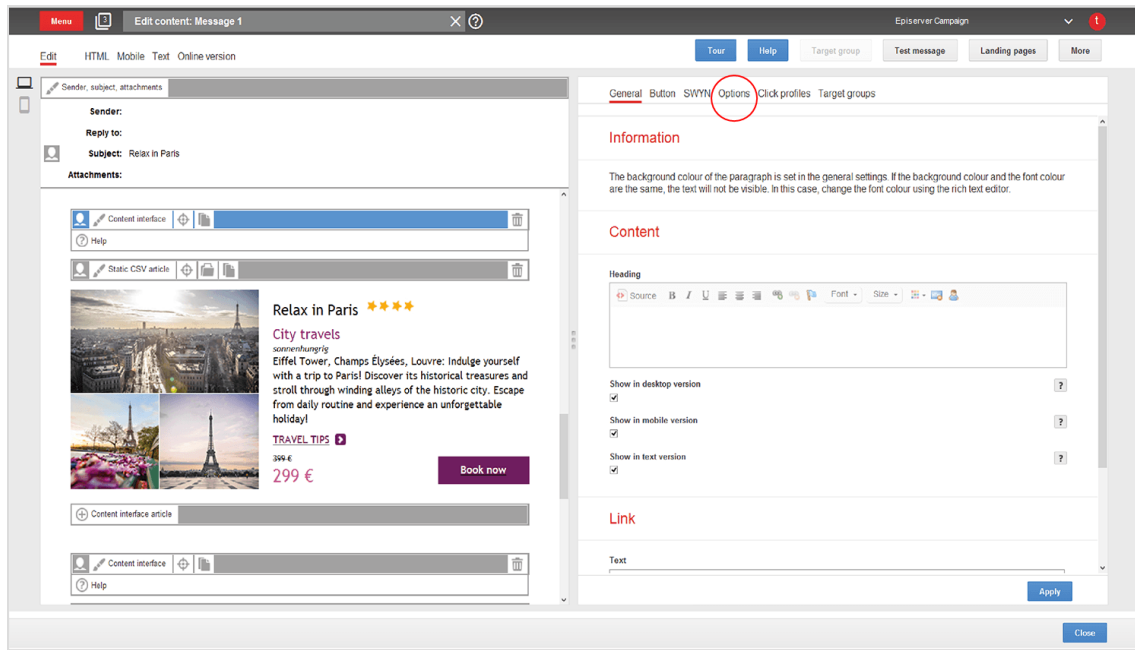 Menu
3
Edit content: Message 1
Episerver Campaign
t
Edit
HTML
Mobile
Text
Online version
Tour
Help
Target group
Test message
Landing pages
More
Sender, subject, attachments
Sender:
Reply to:
Subject: Relax in Paris
Attachments:
Content interface
Help
Static CSV article
Relax in Paris
City travels
sonnenhungrig
Eiffel Tower, Champs Élysées, Louvre: Indulge yourself
with a trip to Paris! Discover its historical treasures and
stroll through winding alleys of the historic city. Escape
from daily routine and experience an unforgettable
holiday!
TRAVEL TIPS
399 €
299 €
Book now
Content interface article
Content interface
Help
General
Button
SWYN
Options
Click profiles
Target groups
Information
The background colour of the paragraph is set in the general settings. If the background colour and the font colour
are the same, the text will not be visible. In this case, change the font colour using the rich text editor.
Content
Heading
Source
B
I
U
Font
Size
Show in desktop version
?
Show in mobile version
?
Show in text version
?
Link
Text
Apply
Close